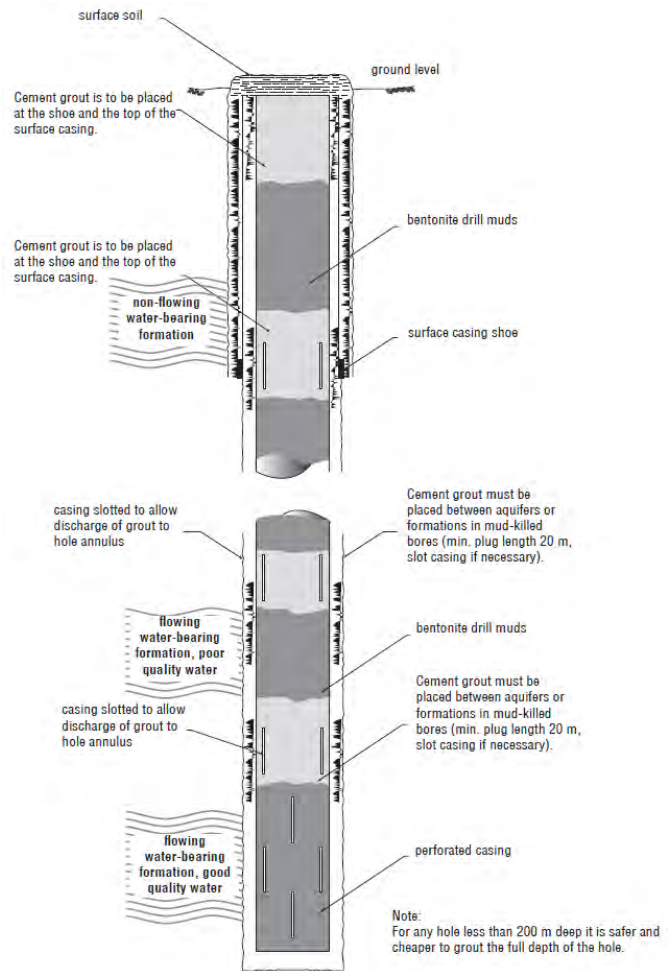 surface soil
ground level
Cement grout is to be placed
at the shoe and the top of the
surface casing.
bentonite drill muds
Cement grout is to be placed
at the shoe and the top of the
surface casing.
non-flowing
water-bearing
formation
surface casing shoe
casing slotted to allow
discharge of grout to
hole annulus
Cement grout must be
placed between aquifers or
formations in mud-killed
bores (min. plug length 20 m,
slot casing if necessary).
flowing
water-bearing
formation, poor
quality water
bentonite drill muds
Cement grout must be
placed between aquifers or
formations in mud-killed
bores (min. plug length 20 m,
slot casing if necessary).
casing slotted to allow
discharge of grout to
hole annulus
flowing
water-bearing
formation, good
quality water
perforated casing
Note:
For any hole less than 200 m deep it is safer and
cheaper to grout the full depth of the hole.